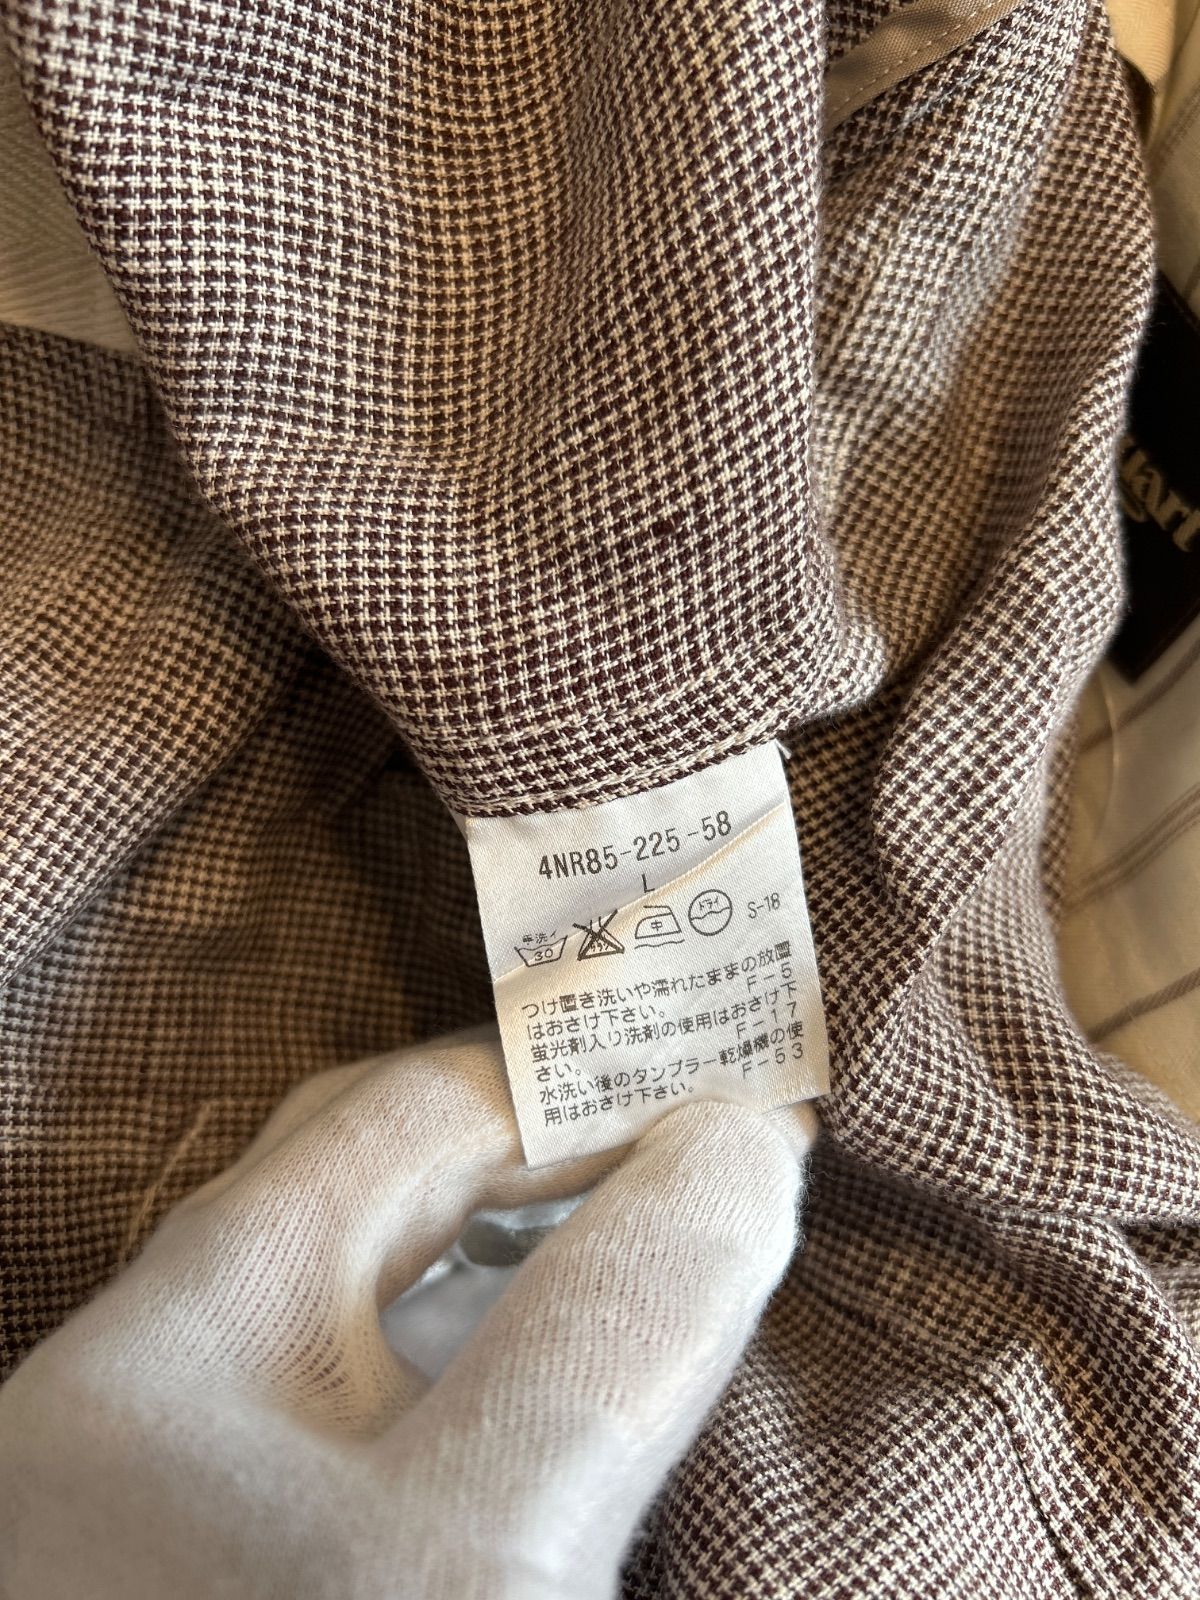 4NR85-225-58
L
手洗イ
30
中
ドライ
S-18
つけ置き洗いや濡れたままの放置
はおさけ下さい。 F-5
蛍光剤入り洗剤の使用はおさけ下
さい。 F-17
水洗い後のタンブラー乾燥機の使
用はおさけ下さい。 F-53